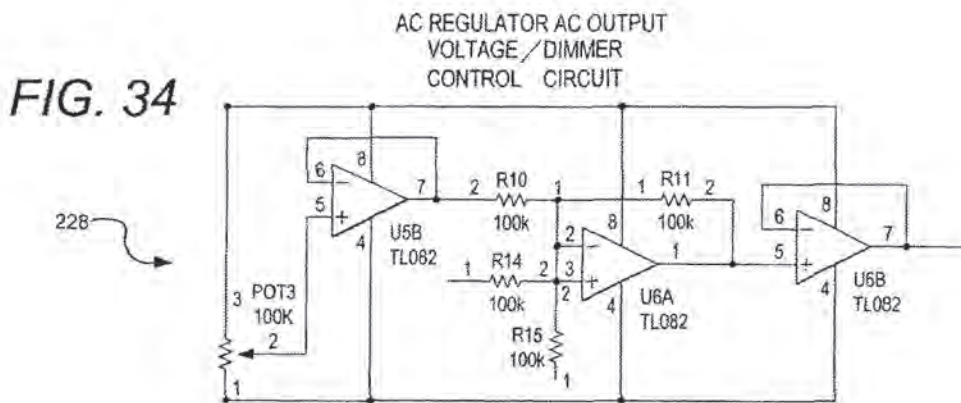 AC REGULATOR AC OUTPUT
VOLTAGE/DIMMER
CONTROL CIRCUIT
FIG. 34
228
3
POT3
100K
2
1
6
5
8
7
4
U5B
TL082
2
R10
100k
1
1
R11
2
100k
1
R14
100k
2
2
3
2
8
1
4
U6A
TL082
R15
100k
1
6
5
8
7
4
U6B
TL082